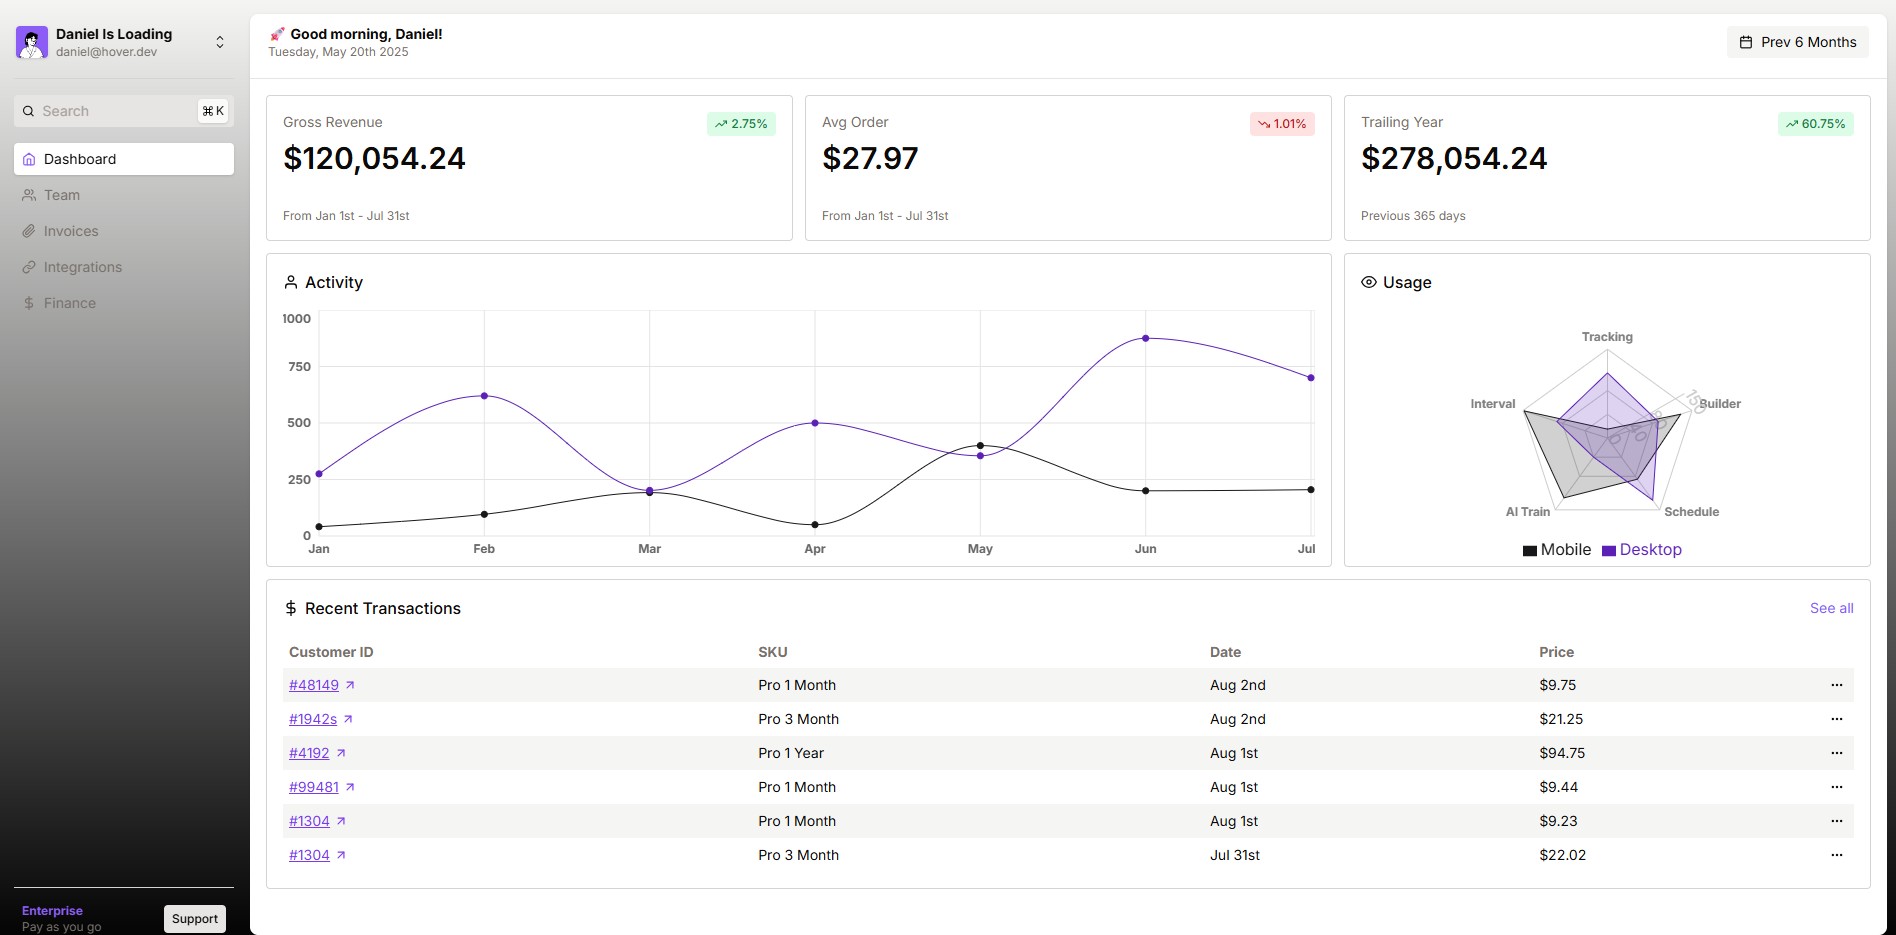 Daniel Is Loading
daniel@hover.dev
Search
⌘ K
Dashboard
Team
Invoices
Integrations
Finance
Enterprise
Pay as you go
Support
🚀 Good morning, Daniel!
Tuesday, May 20th 2025
Prev 6 Months
Gross Revenue
2.75%
$120,054.24
From Jan 1st - Jul 31st
Avg Order
1.01%
$27.97
From Jan 1st - Jul 31st
Trailing Year
60.75%
$278,054.24
Previous 365 days
Activity
1000
750
500
250
0
Jan Feb Mar Apr May Jun Jul
Usage
Tracking
Interval
Builder
0 40 80 150
AI Train
Schedule
Mobile Desktop
$ Recent Transactions
See all
Customer ID SKU Date Price
#48149 Pro 1 Month Aug 2nd $9.75 ...
#1942s Pro 3 Month Aug 2nd $21.25 ...
#4192 Pro 1 Year Aug 1st $94.75 ...
#99481 Pro 1 Month Aug 1st $9.44 ...
#1304 Pro 1 Month Aug 1st $9.23 ...
#1304 Pro 3 Month Jul 31st $22.02 ...